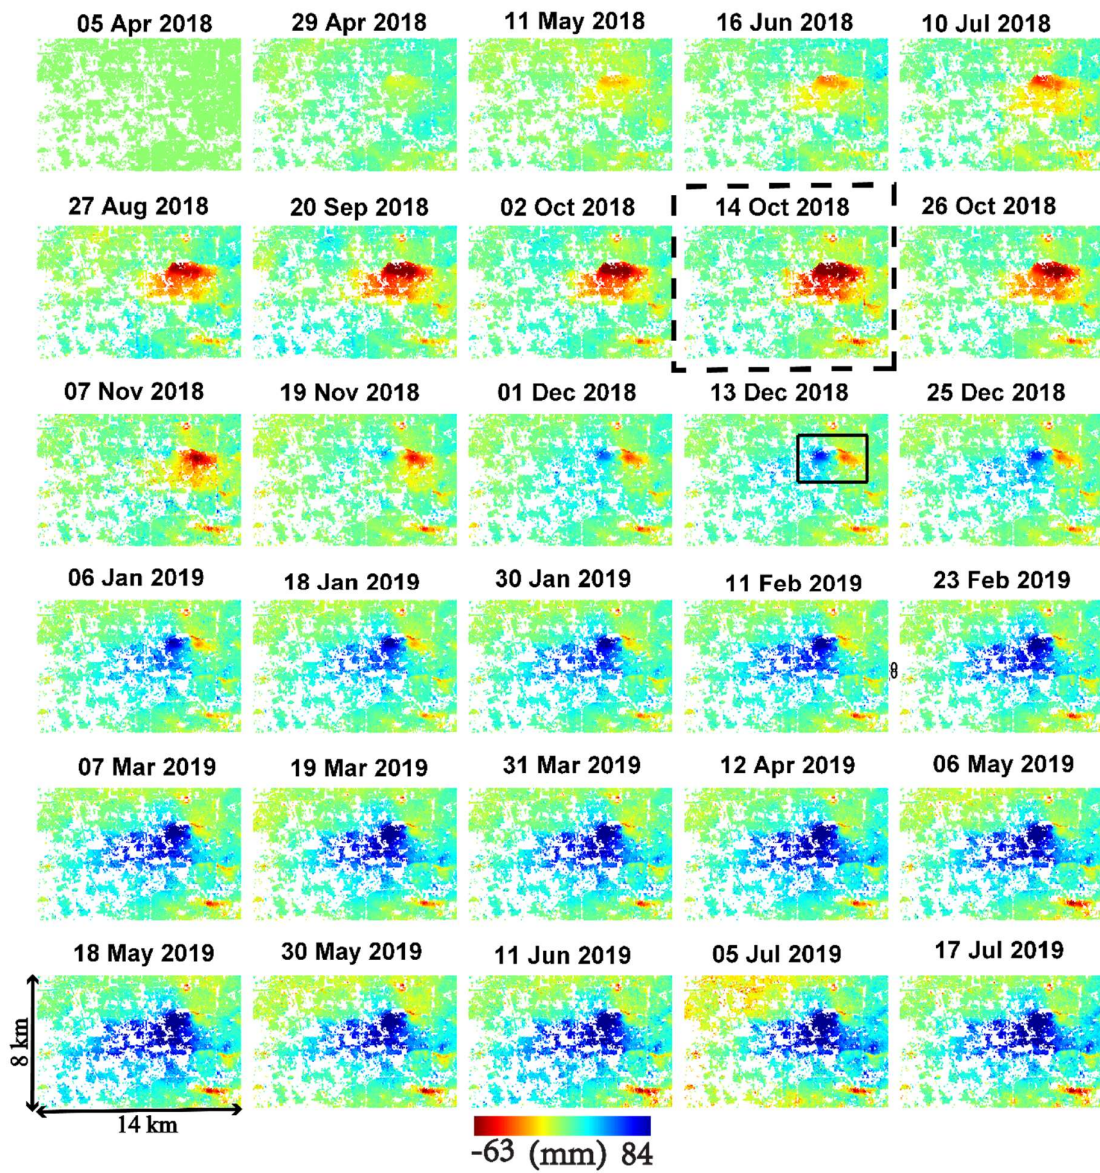 05 Apr 2018 29 Apr 2018 11 May 2018 16 Jun 2018 10 Jul 2018
27 Aug 2018 20 Sep 2018 02 Oct 2018 14 Oct 2018 26 Oct 2018
07 Nov 2018 19 Nov 2018 01 Dec 2018 13 Dec 2018 25 Dec 2018
06 Jan 2019 18 Jan 2019 30 Jan 2019 11 Feb 2019 23 Feb 2019
07 Mar 2019 19 Mar 2019 31 Mar 2019 12 Apr 2019 06 May 2019
18 May 2019 30 May 2019 11 Jun 2019 05 Jul 2019 17 Jul 2019
8 km
14 km
-63 (mm) 84